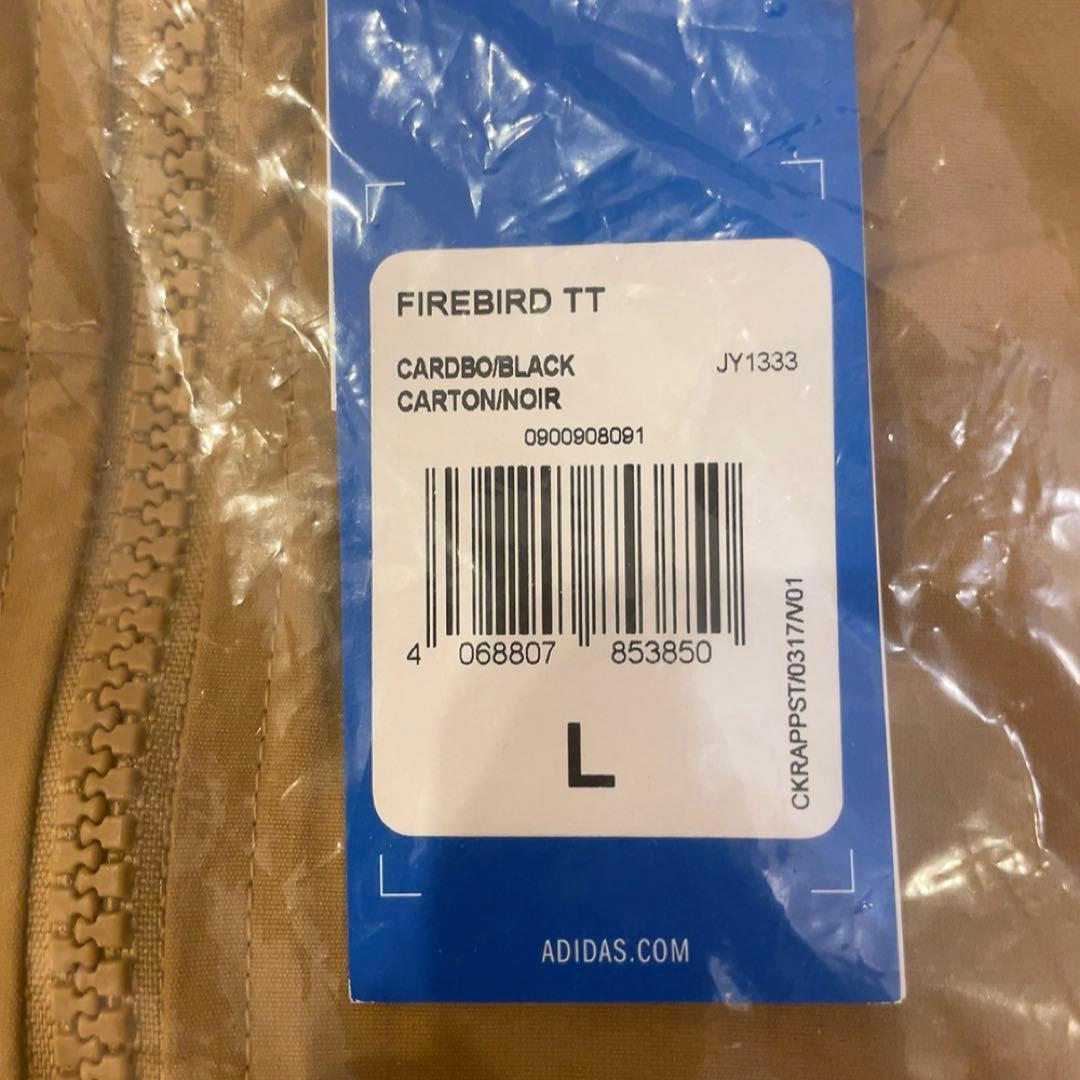 FIREBIRD TT
CARDBO/BLACK JY1333
CARTON/NOIR
0900908091
4 068807 853850
L
CKRAPPST/0317/V01
ADIDAS.COM